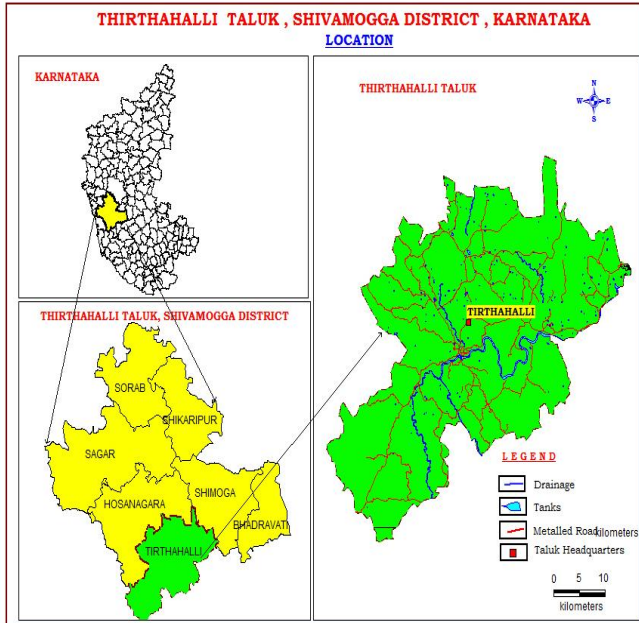 THIRTHAHALLI TALUK , SHIVAMOGGA DISTRICT , KARNATAKA
LOCATION
KARNATAKA
THIRTHAHALLI TALUK, SHIVAMOGGA DISTRICT
SORAB
SHIKARIPUR
SAGAR
HOSANAGARA
SHIMOGA
BHADRAVATI
TIRTHAHALLI
THIRTHAHALLI TALUK
N
W E
S
TIRTHAHALLI
LEGEND
Drainage
Tanks
Metalled Road kilometers
Taluk Headquarters
0 5 10
kilometers